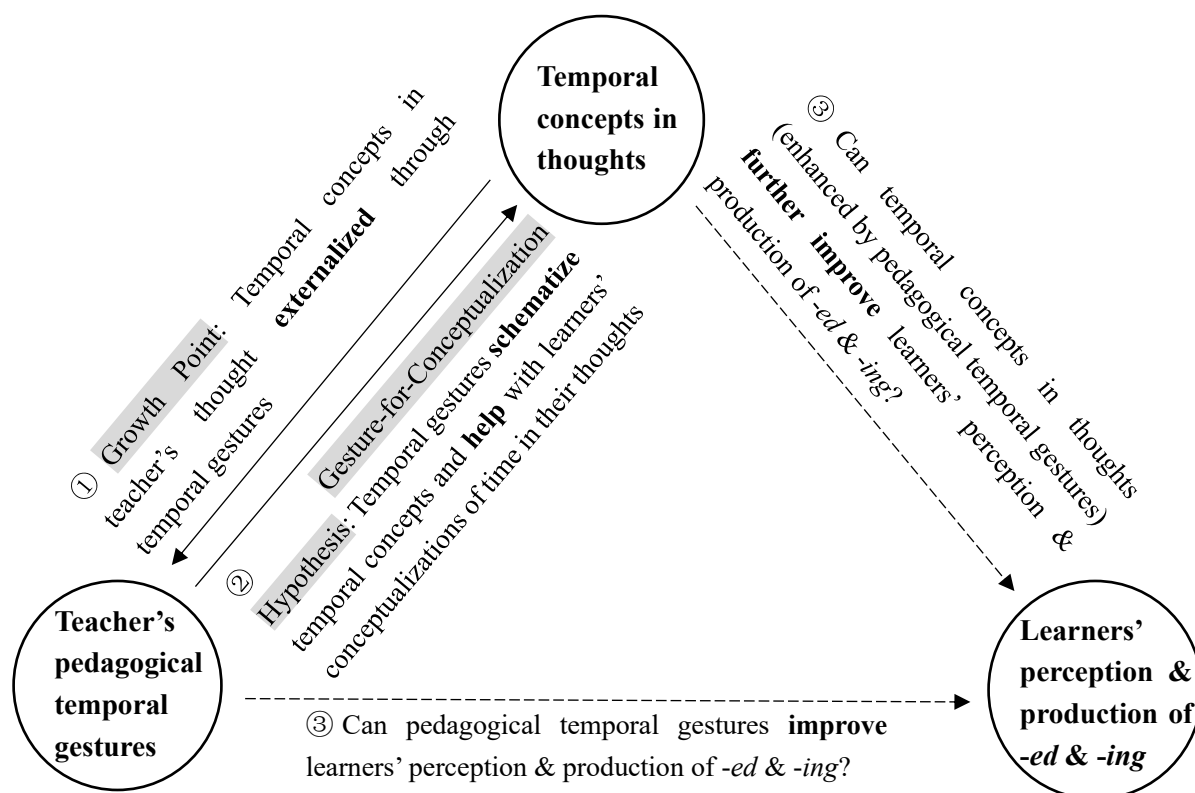 Temporal
concepts in
thoughts
① Growth Point: Temporal concepts in
teacher’s thought externalized through
temporal gestures
② Gesture-for-Conceptualization
Hypothesis: Temporal gestures schematize
temporal concepts and help with learners’
conceptualizations of time in their thoughts
③ Can temporal concepts in thoughts
(enhanced by pedagogical temporal gestures)
further improve learners’ perception &
production of -ed & -ing?
Teacher’s
pedagogical
temporal
gestures
③ Can pedagogical temporal gestures improve
learners’ perception & production of -ed & -ing?
Learners’
perception &
production of
-ed & -ing